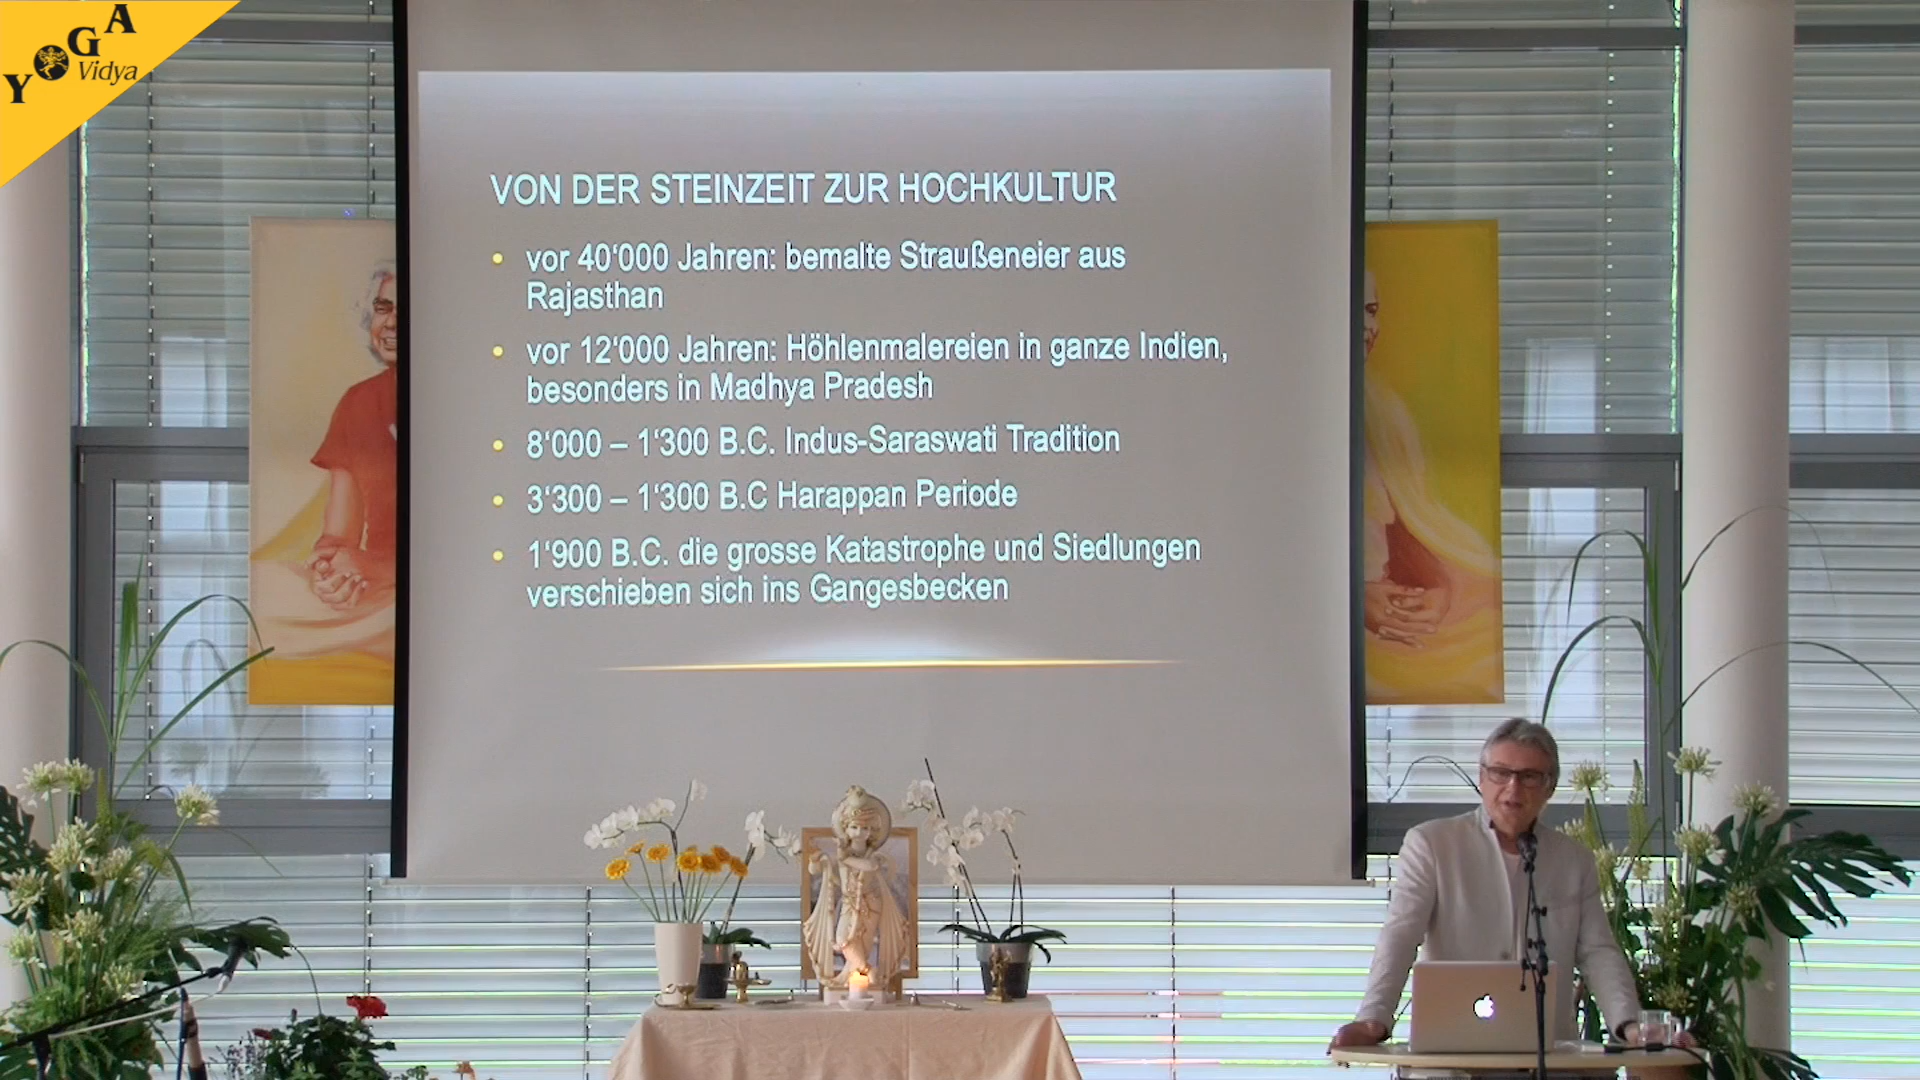 YOGA
Vidya
VON DER STEINZEIT ZUR HOCHKULTUR
• vor 40‘000 Jahren: bemalte Straußeneier aus
Rajasthan
• vor 12‘000 Jahren: Höhlenmalereien in ganze Indien,
besonders in Madhya Pradesh
• 8‘000 – 1‘300 B.C. Indus-Saraswati Tradition
• 3‘300 – 1‘300 B.C Harappan Periode
• 1‘900 B.C. die grosse Katastrophe und Siedlungen
verschieben sich ins Gangesbecken